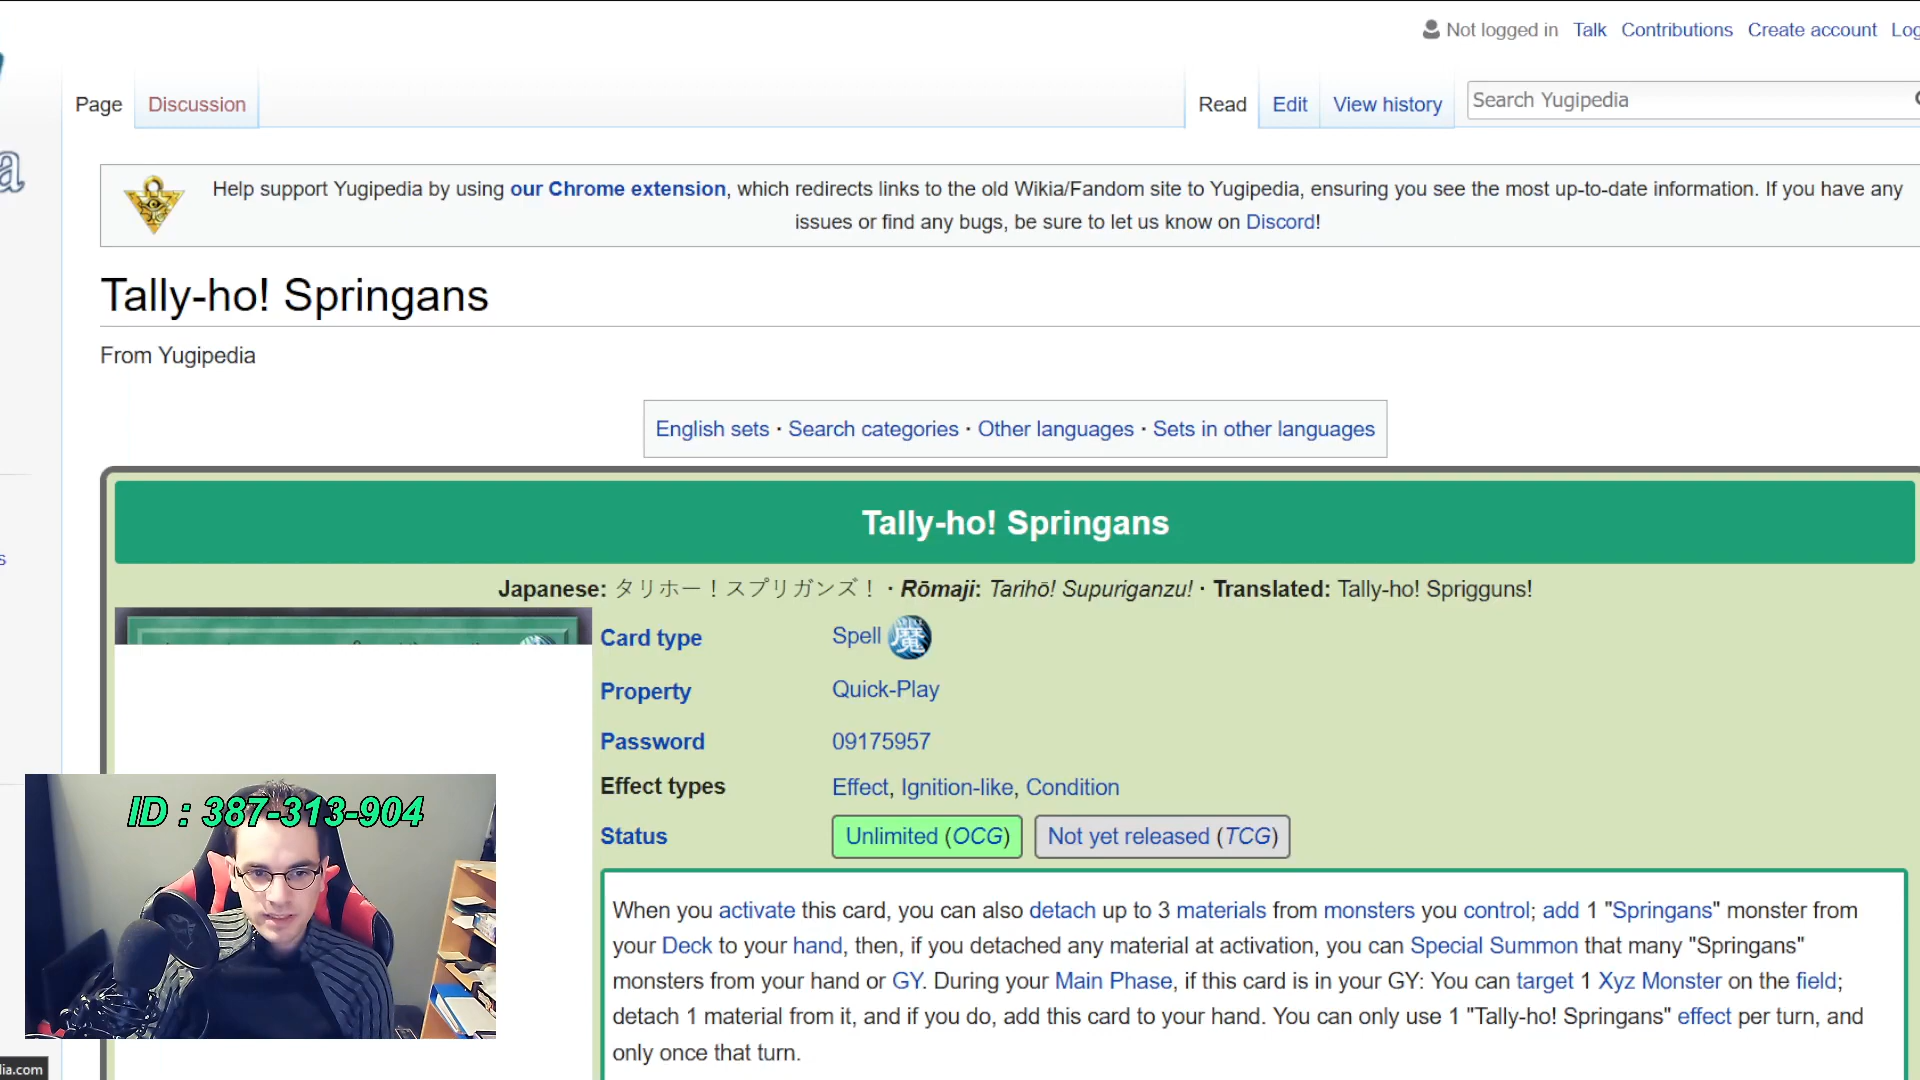 Not logged in Talk Contributions Create account Log
Page Discussion Read Edit View history Search Yugipedia
a
Help support Yugipedia by using our Chrome extension, which redirects links to the old Wikia/Fandom site to Yugipedia, ensuring you see the most up-to-date information. If you have any
issues or find any bugs, be sure to let us know on Discord!
Tally-ho! Springans
From Yugipedia
English sets · Search categories · Other languages · Sets in other languages
Tally-ho! Springans
s
Japanese: タリホー！スプリガンズ！ · Rōmaji: Tarihō! Supuriganzu! · Translated: Tally-ho! Sprigguns!
Card type Spell 魔
Property Quick-Play
Password 09175957
Effect types Effect, Ignition-like, Condition
ID : 387-313-904
Status Unlimited (OCG) Not yet released (TCG)
When you activate this card, you can also detach up to 3 materials from monsters you control; add 1 "Springans" monster from
your Deck to your hand, then, if you detached any material at activation, you can Special Summon that many "Springans"
monsters from your hand or GY. During your Main Phase, if this card is in your GY: You can target 1 Xyz Monster on the field;
detach 1 material from it, and if you do, add this card to your hand. You can only use 1 "Tally-ho! Springans" effect per turn, and
only once that turn.
ia.com